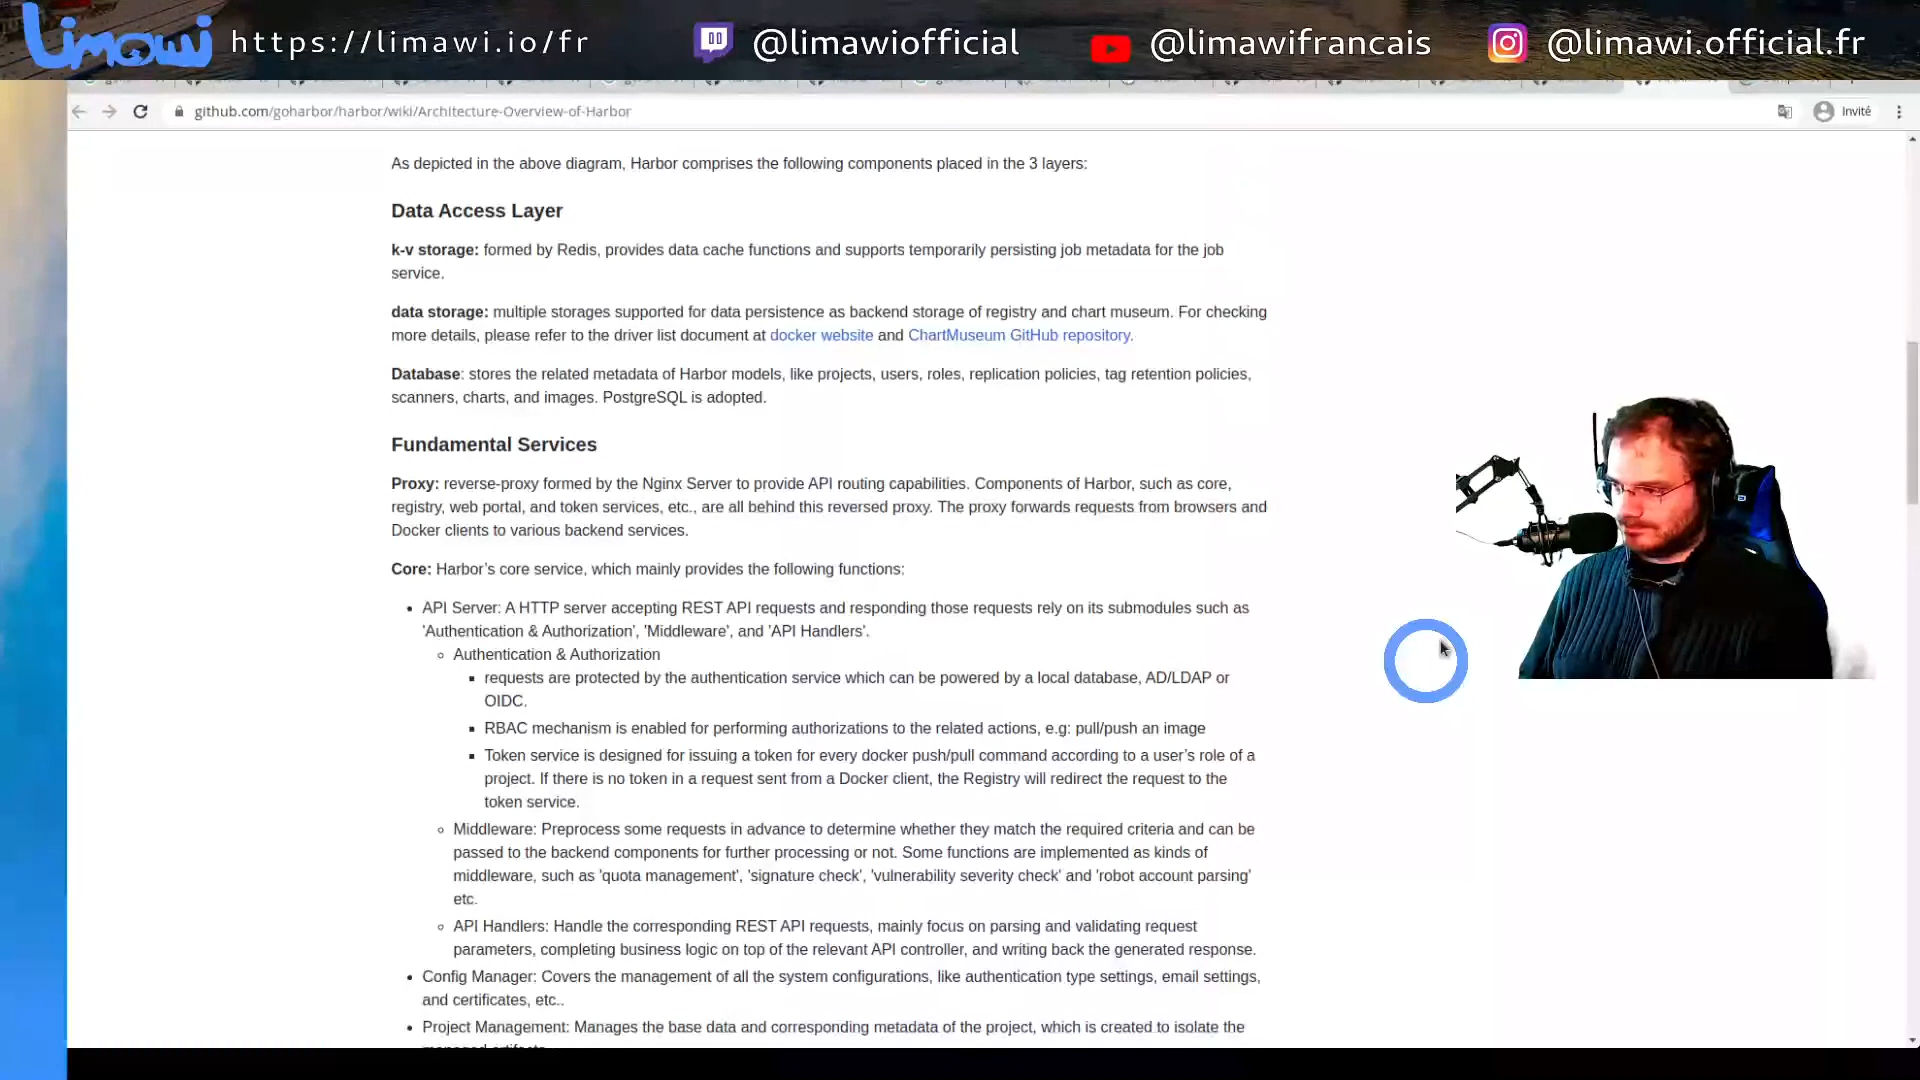 Limawi https://limawi.io/fr @limawiofficial @limawifrancais @limawi.official.fr
github.com/goharbor/harbor/wiki/Architecture-Overview-of-Harbor Invité
As depicted in the above diagram, Harbor comprises the following components placed in the 3 layers:
Data Access Layer
k-v storage: formed by Redis, provides data cache functions and supports temporarily persisting job metadata for the job
service.
data storage: multiple storages supported for data persistence as backend storage of registry and chart museum. For checking
more details, please refer to the driver list document at docker website and ChartMuseum GitHub repository.
Database: stores the related metadata of Harbor models, like projects, users, roles, replication policies, tag retention policies,
scanners, charts, and images. PostgreSQL is adopted.
Fundamental Services
Proxy: reverse-proxy formed by the Nginx Server to provide API routing capabilities. Components of Harbor, such as core,
registry, web portal, and token services, etc., are all behind this reversed proxy. The proxy forwards requests from browsers and
Docker clients to various backend services.
Core: Harbor’s core service, which mainly provides the following functions:
• API Server: A HTTP server accepting REST API requests and responding those requests rely on its submodules such as
'Authentication & Authorization', 'Middleware', and 'API Handlers'.
◦ Authentication & Authorization
▪ requests are protected by the authentication service which can be powered by a local database, AD/LDAP or
OIDC.
▪ RBAC mechanism is enabled for performing authorizations to the related actions, e.g: pull/push an image
▪ Token service is designed for issuing a token for every docker push/pull command according to a user’s role of a
project. If there is no token in a request sent from a Docker client, the Registry will redirect the request to the
token service.
◦ Middleware: Preprocess some requests in advance to determine whether they match the required criteria and can be
passed to the backend components for further processing or not. Some functions are implemented as kinds of
middleware, such as 'quota management', 'signature check', 'vulnerability severity check' and 'robot account parsing'
etc.
◦ API Handlers: Handle the corresponding REST API requests, mainly focus on parsing and validating request
parameters, completing business logic on top of the relevant API controller, and writing back the generated response.
• Config Manager: Covers the management of all the system configurations, like authentication type settings, email settings,
and certificates, etc..
• Project Management: Manages the base data and corresponding metadata of the project, which is created to isolate the
managed artifacts